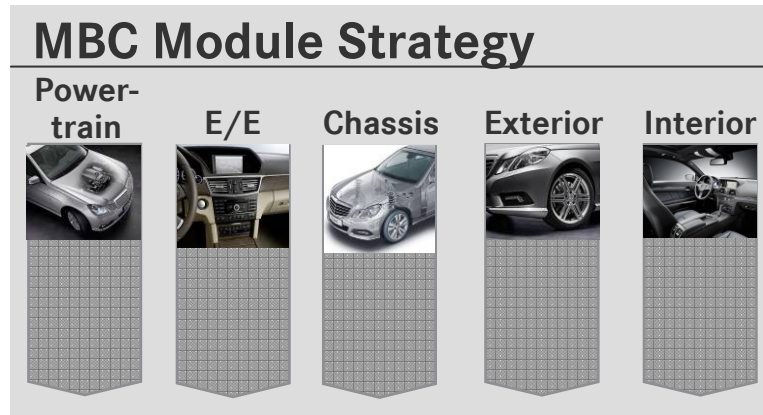 MBC Module Strategy
Power-
train
E/E
Chassis
Exterior
Interior